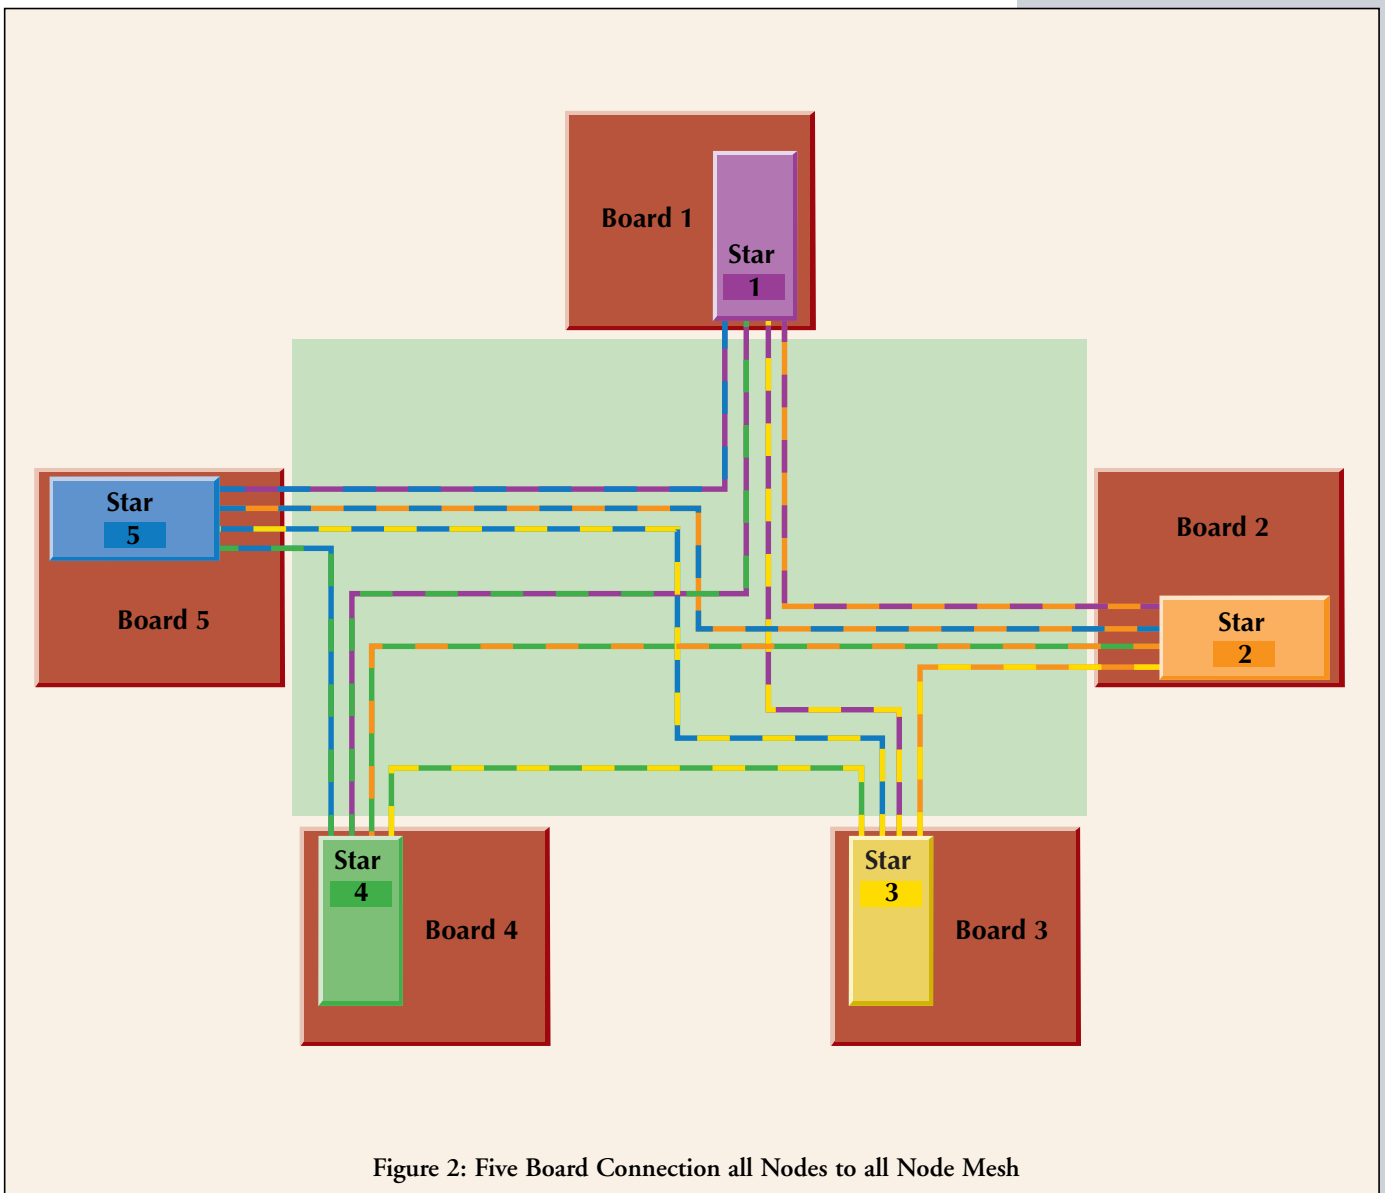 Board 1
Star
1
Star
5
Board 5
Board 2
Star
2
Star
4
Board 4
Star
3
Board 3
Figure 2: Five Board Connection all Nodes to all Node Mesh